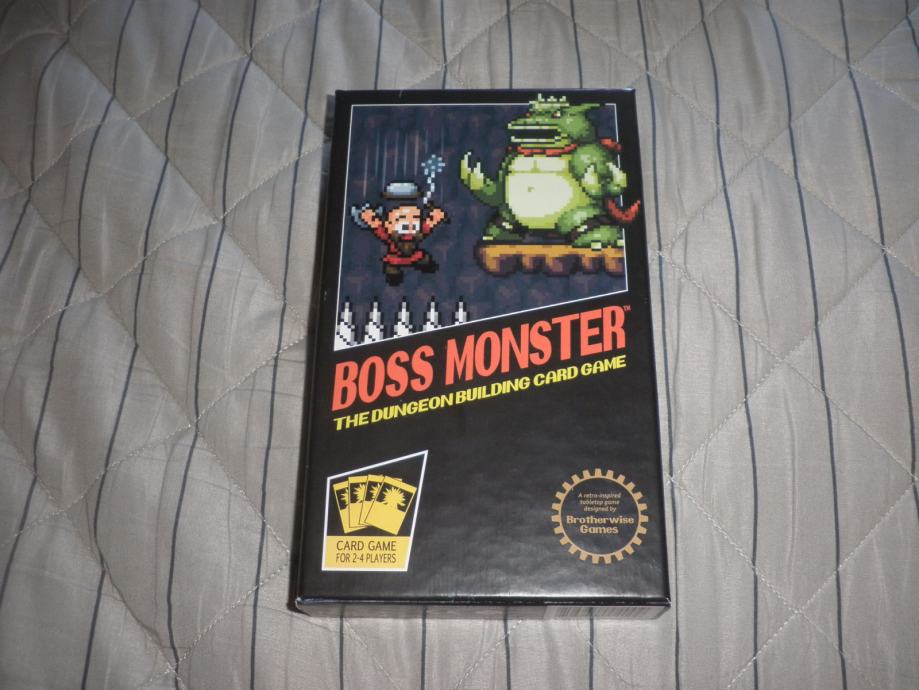 BOSS MONSTER™
THE DUNGEON BUILDING CARD GAME
CARD GAME
FOR 2-4 PLAYERS
A retro-inspired
tabletop game
designed by
Brotherwise
Games